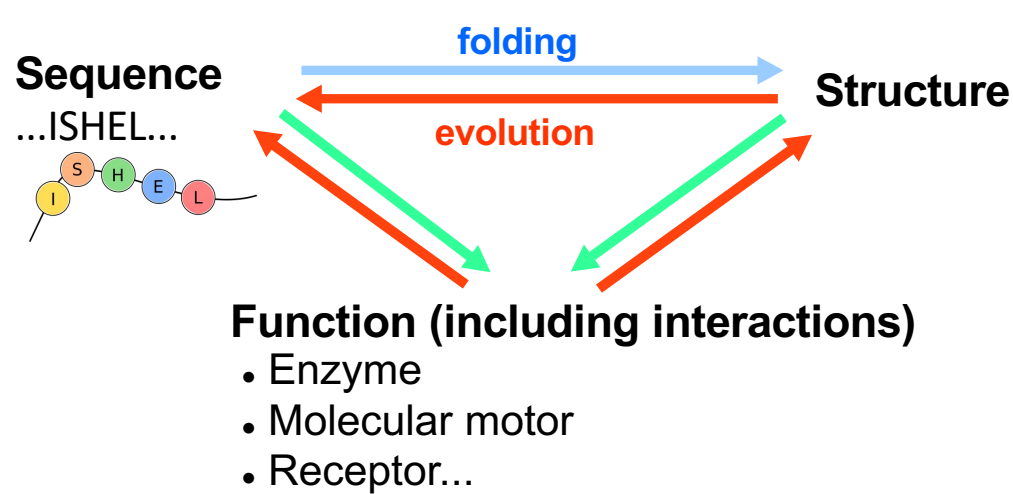 folding
Sequence
Structure
...ISHEL...
evolution
I S H E L
Function (including interactions)
• Enzyme
• Molecular motor
• Receptor...